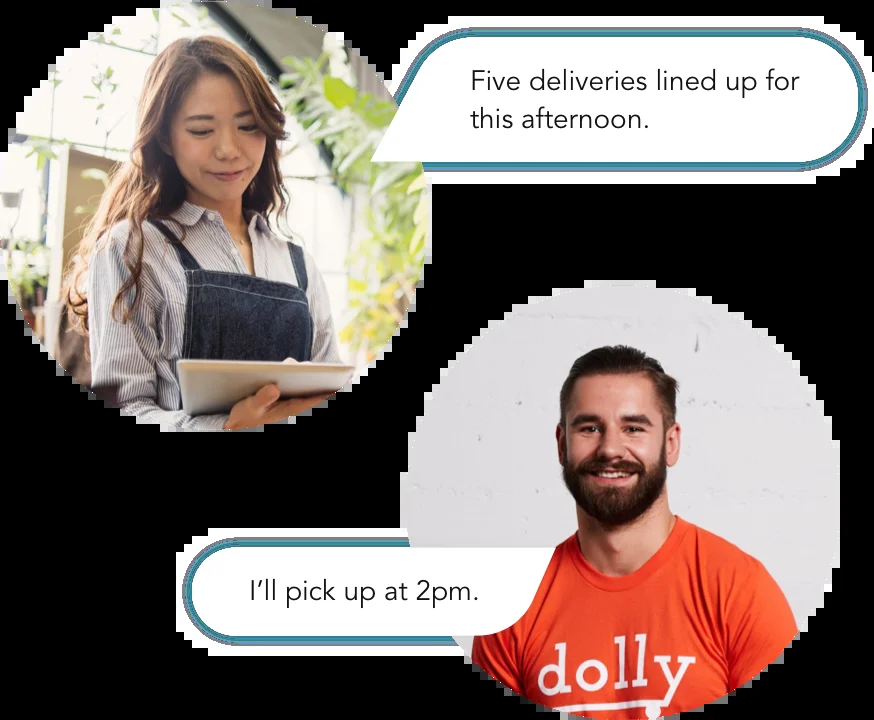 Five deliveries lined up for
this afternoon.
I’ll pick up at 2pm.
dolly